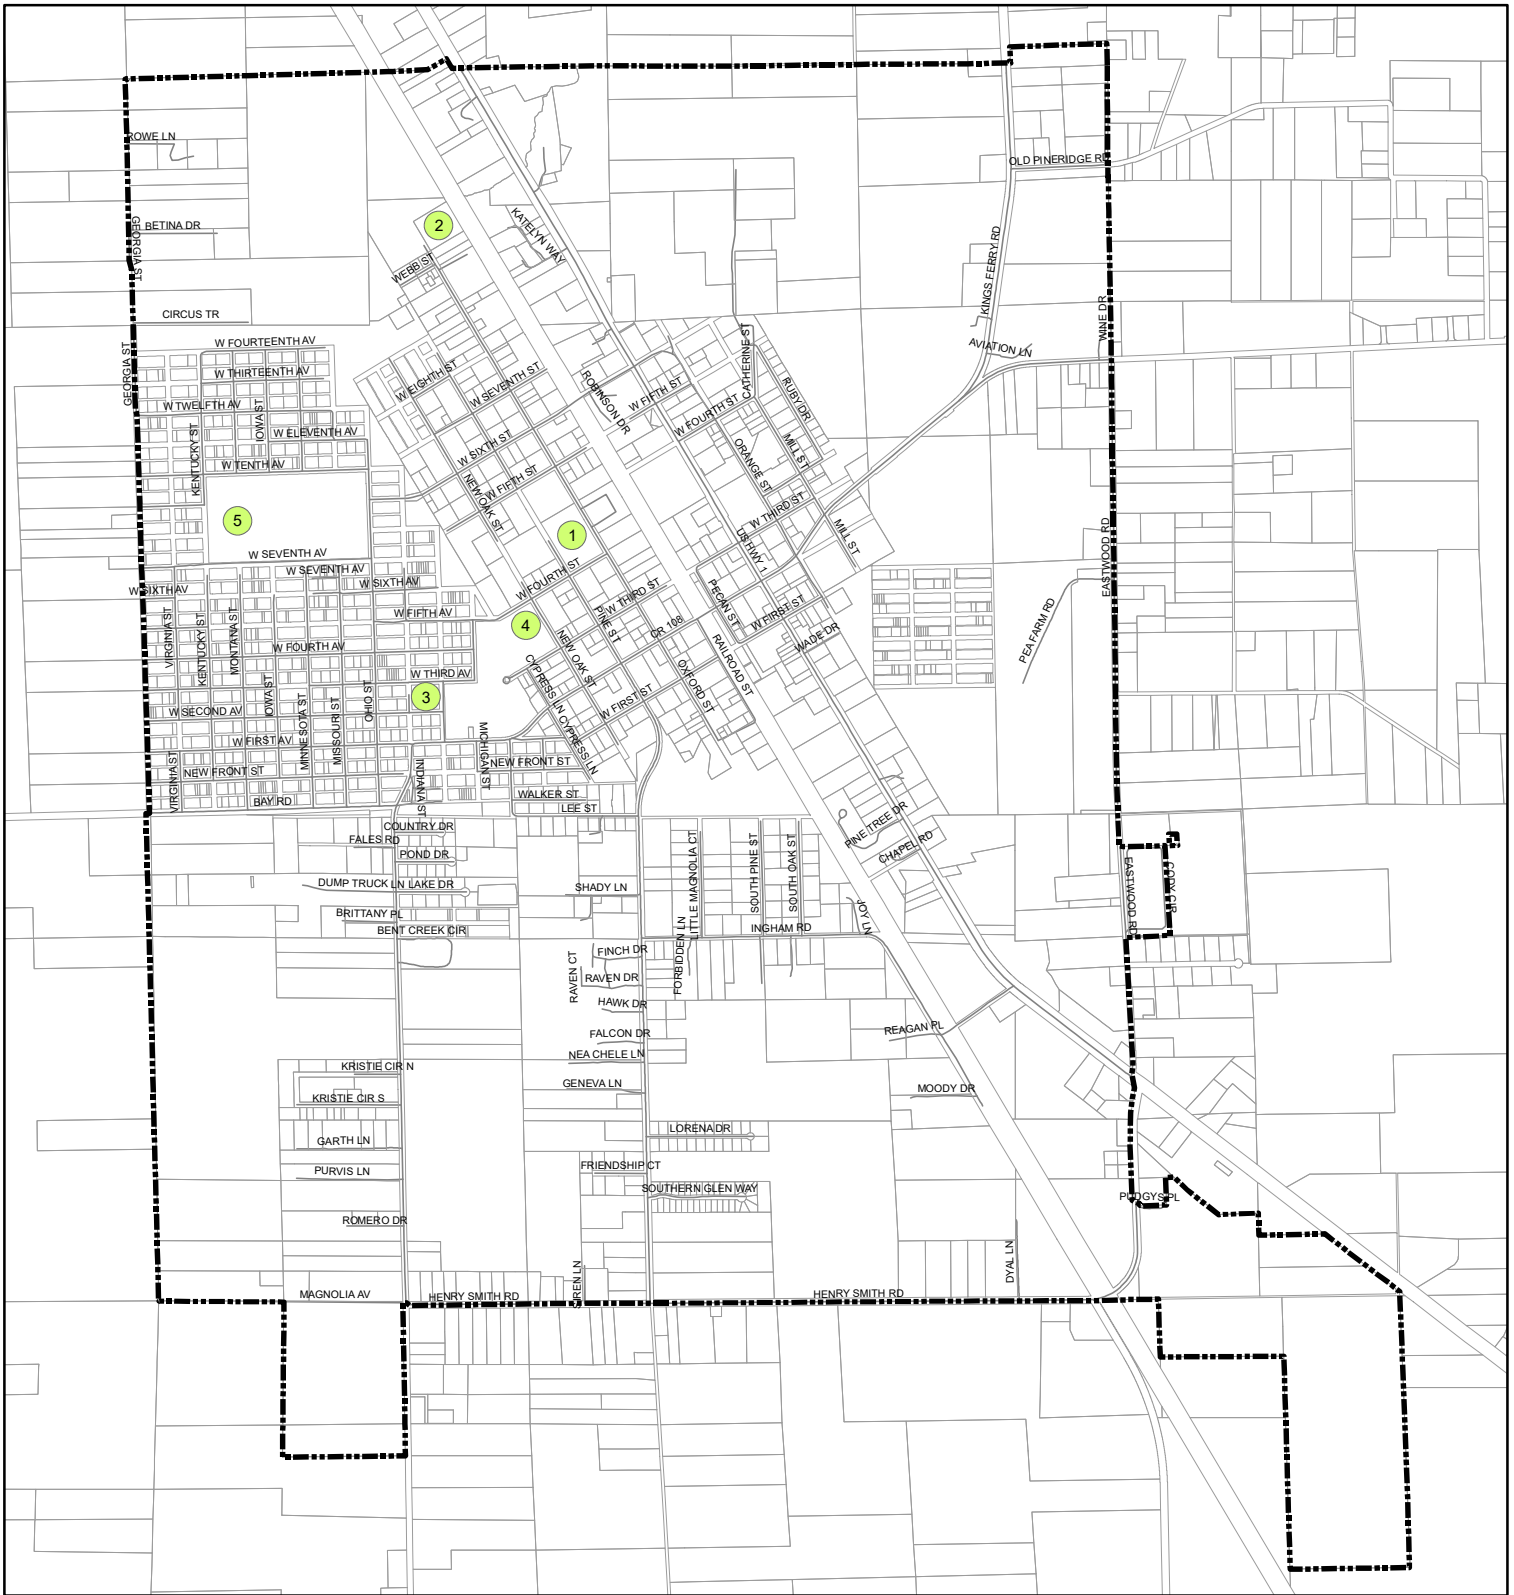 ROWE LN
OLD PINERIDGE RD
2
KATELYN WAY
BETINA DR
GEORGIA ST
KINGS FERRY RD
WEBB ST
CIRCUS TR
WINE DR
W FOURTEENTH AV
GEORGIA ST
CATHERINE ST
AVIATION LN
W THIRTEENTH AV
W EIGHTH ST
W SEVENTH ST
ROBINSON DR
W FIFTH ST
RUBY DR
W TWELFTH AV
IOWA ST
W FOURTH ST
W ELEVENTH AV
KENTUCKY ST
W SIXTH ST
W TENTH AV
ORANGE ST
MILL ST
NEW OAK ST
W FIFTH ST
W THIRD ST
5
1
US HWY 1
MILL ST
EASTWOOD RD
W SEVENTH AV
W SEVENTH AV
W SIXTH AV
W SIXTH AV
W FOURTH ST
W THIRD ST
PECAN ST
W FIRST ST
W FIFTH AV
4
PINE ST
CR 108
PEA FARM RD
VIRGINIA ST
KENTUCKY ST
MONTANA ST
W FOURTH AV
NEW OAK ST
WADE DR
RAILROAD ST
W THIRD AV
CYPRESS LN
OXFORD ST
3
IOWA ST
OHIO ST
W SECOND AV
MINNESOTA ST
MISSOURI ST
W FIRST ST
W FIRST AV
MICHIGAN ST
CYPRESS LN
NEW FRONT ST
NEW FRONT ST
VIRGINIA ST
INDIANA ST
BAY RD
WALKER ST
LEE ST
COUNTRY DR
FALES RD
POND DR
LITTLE MAGNOLIA CT
SOUTH PINE ST
SOUTH OAK ST
PINE TREE DR
CHAPEL RD
DUMP TRUCK LN
LAKE DR
SHADY LN
EASTWOOD RD
CODY CIR
BRITTANY PL
BENT CREEK CIR
INGHAM RD
JOY LN
FORBIDDEN LN
FINCH DR
RAVEN CT
RAVEN DR
HAWK DR
FALCON DR
REAGAN PL
NEA CHELE LN
KRISTIE CIR N
GENEVA LN
MOODY DR
KRISTIE CIR S
LORENA DR
GARTH LN
PURVIS LN
FRIENDSHIP CT
SOUTHERN GLEN WAY
PUDGYS PL
ROMERO DR
DYAL LN
SIREN LN
MAGNOLIA AV
HENRY SMITH RD
HENRY SMITH RD